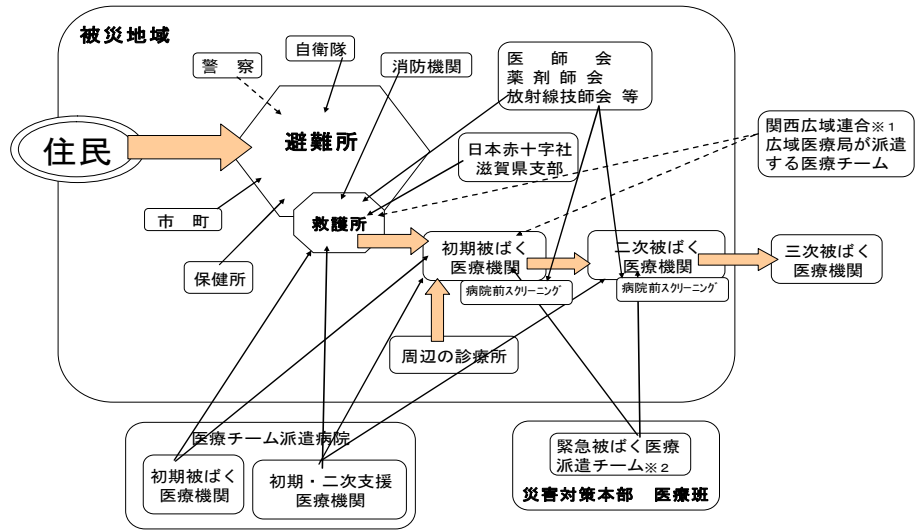 被災地域
警 察
自衛隊
消防機関
医 師 会
薬 剤 師 会
放射線技師会 等
住民
避難所
日本赤十字社
滋賀県支部
関西広域連合※1
広域医療局が派遣
する医療チーム
市 町
救護所
保健所
初期被ばく
医療機関
病院前スクリーニング
二次被ばく
医療機関
病院前スクリーニング
三次被ばく
医療機関
周辺の診療所
医療チーム派遣病院
初期被ばく
医療機関
初期・二次支援
医療機関
緊急被ばく医療
派遣チーム※2
災害対策本部 医療班